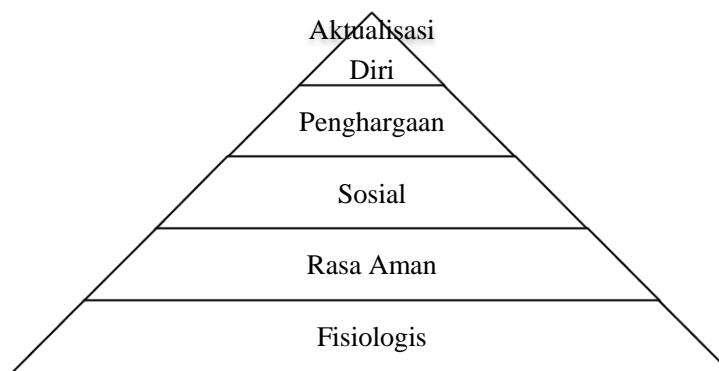 Aktualisasi
Diri
Penghargaan
Sosial
Rasa Aman
Fisiologis